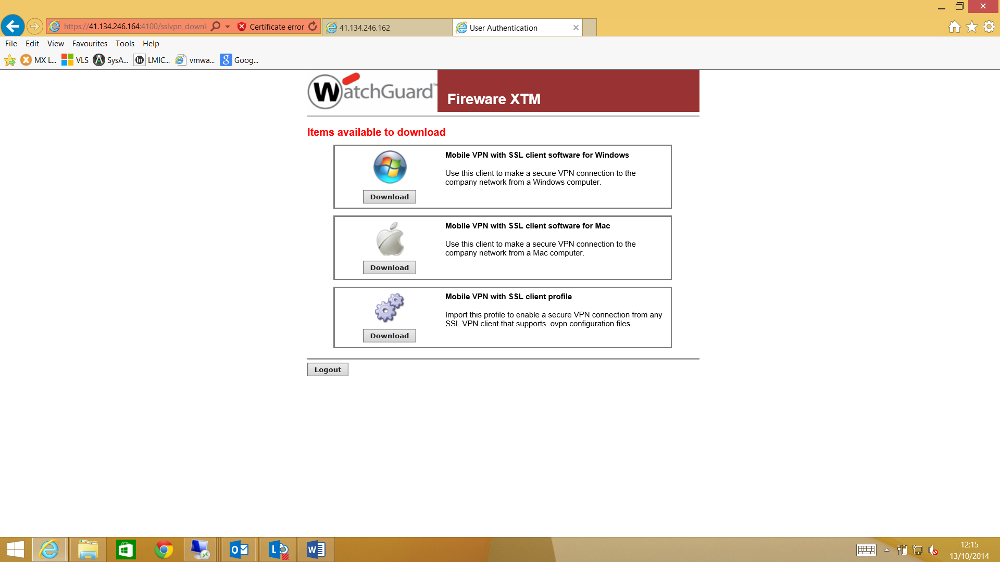 https://41.134.246.164:4100/sslvpn_downl
Certificate error
41.134.246.162
User Authentication
File Edit View Favourites Tools Help
MX L... VLS SysA... LMIC... vmwa... Goog...
WatchGuard™
Fireware XTM
Items available to download
Mobile VPN with SSL client software for Windows
Use this client to make a secure VPN connection to the
company network from a Windows computer.
Download
Mobile VPN with SSL client software for Mac
Use this client to make a secure VPN connection to the
company network from a Mac computer.
Download
Mobile VPN with SSL client profile
Import this profile to enable a secure VPN connection from any
SSL VPN client that supports .ovpn configuration files.
Download
Logout
12:15
13/10/2014